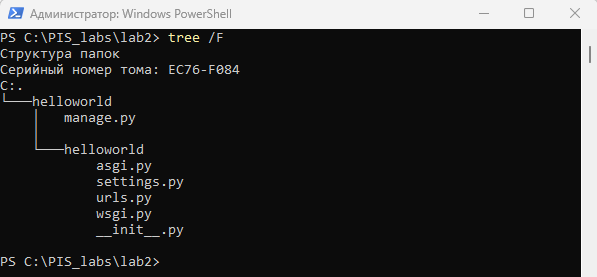 Администратор: Windows PowerShell
PS C:\PIS_labs\lab2> tree /F
Структура папок
Серийный номер тома: EC76-F084
C:.
└───helloworld
    │   manage.py
    │
    └───helloworld
            asgi.py
            settings.py
            urls.py
            wsgi.py
            __init__.py
PS C:\PIS_labs\lab2>